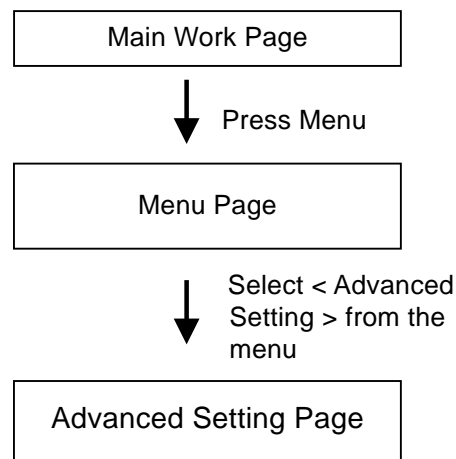 Main Work Page
Press Menu
Menu Page
Select < Advanced
Setting > from the
menu
Advanced Setting Page